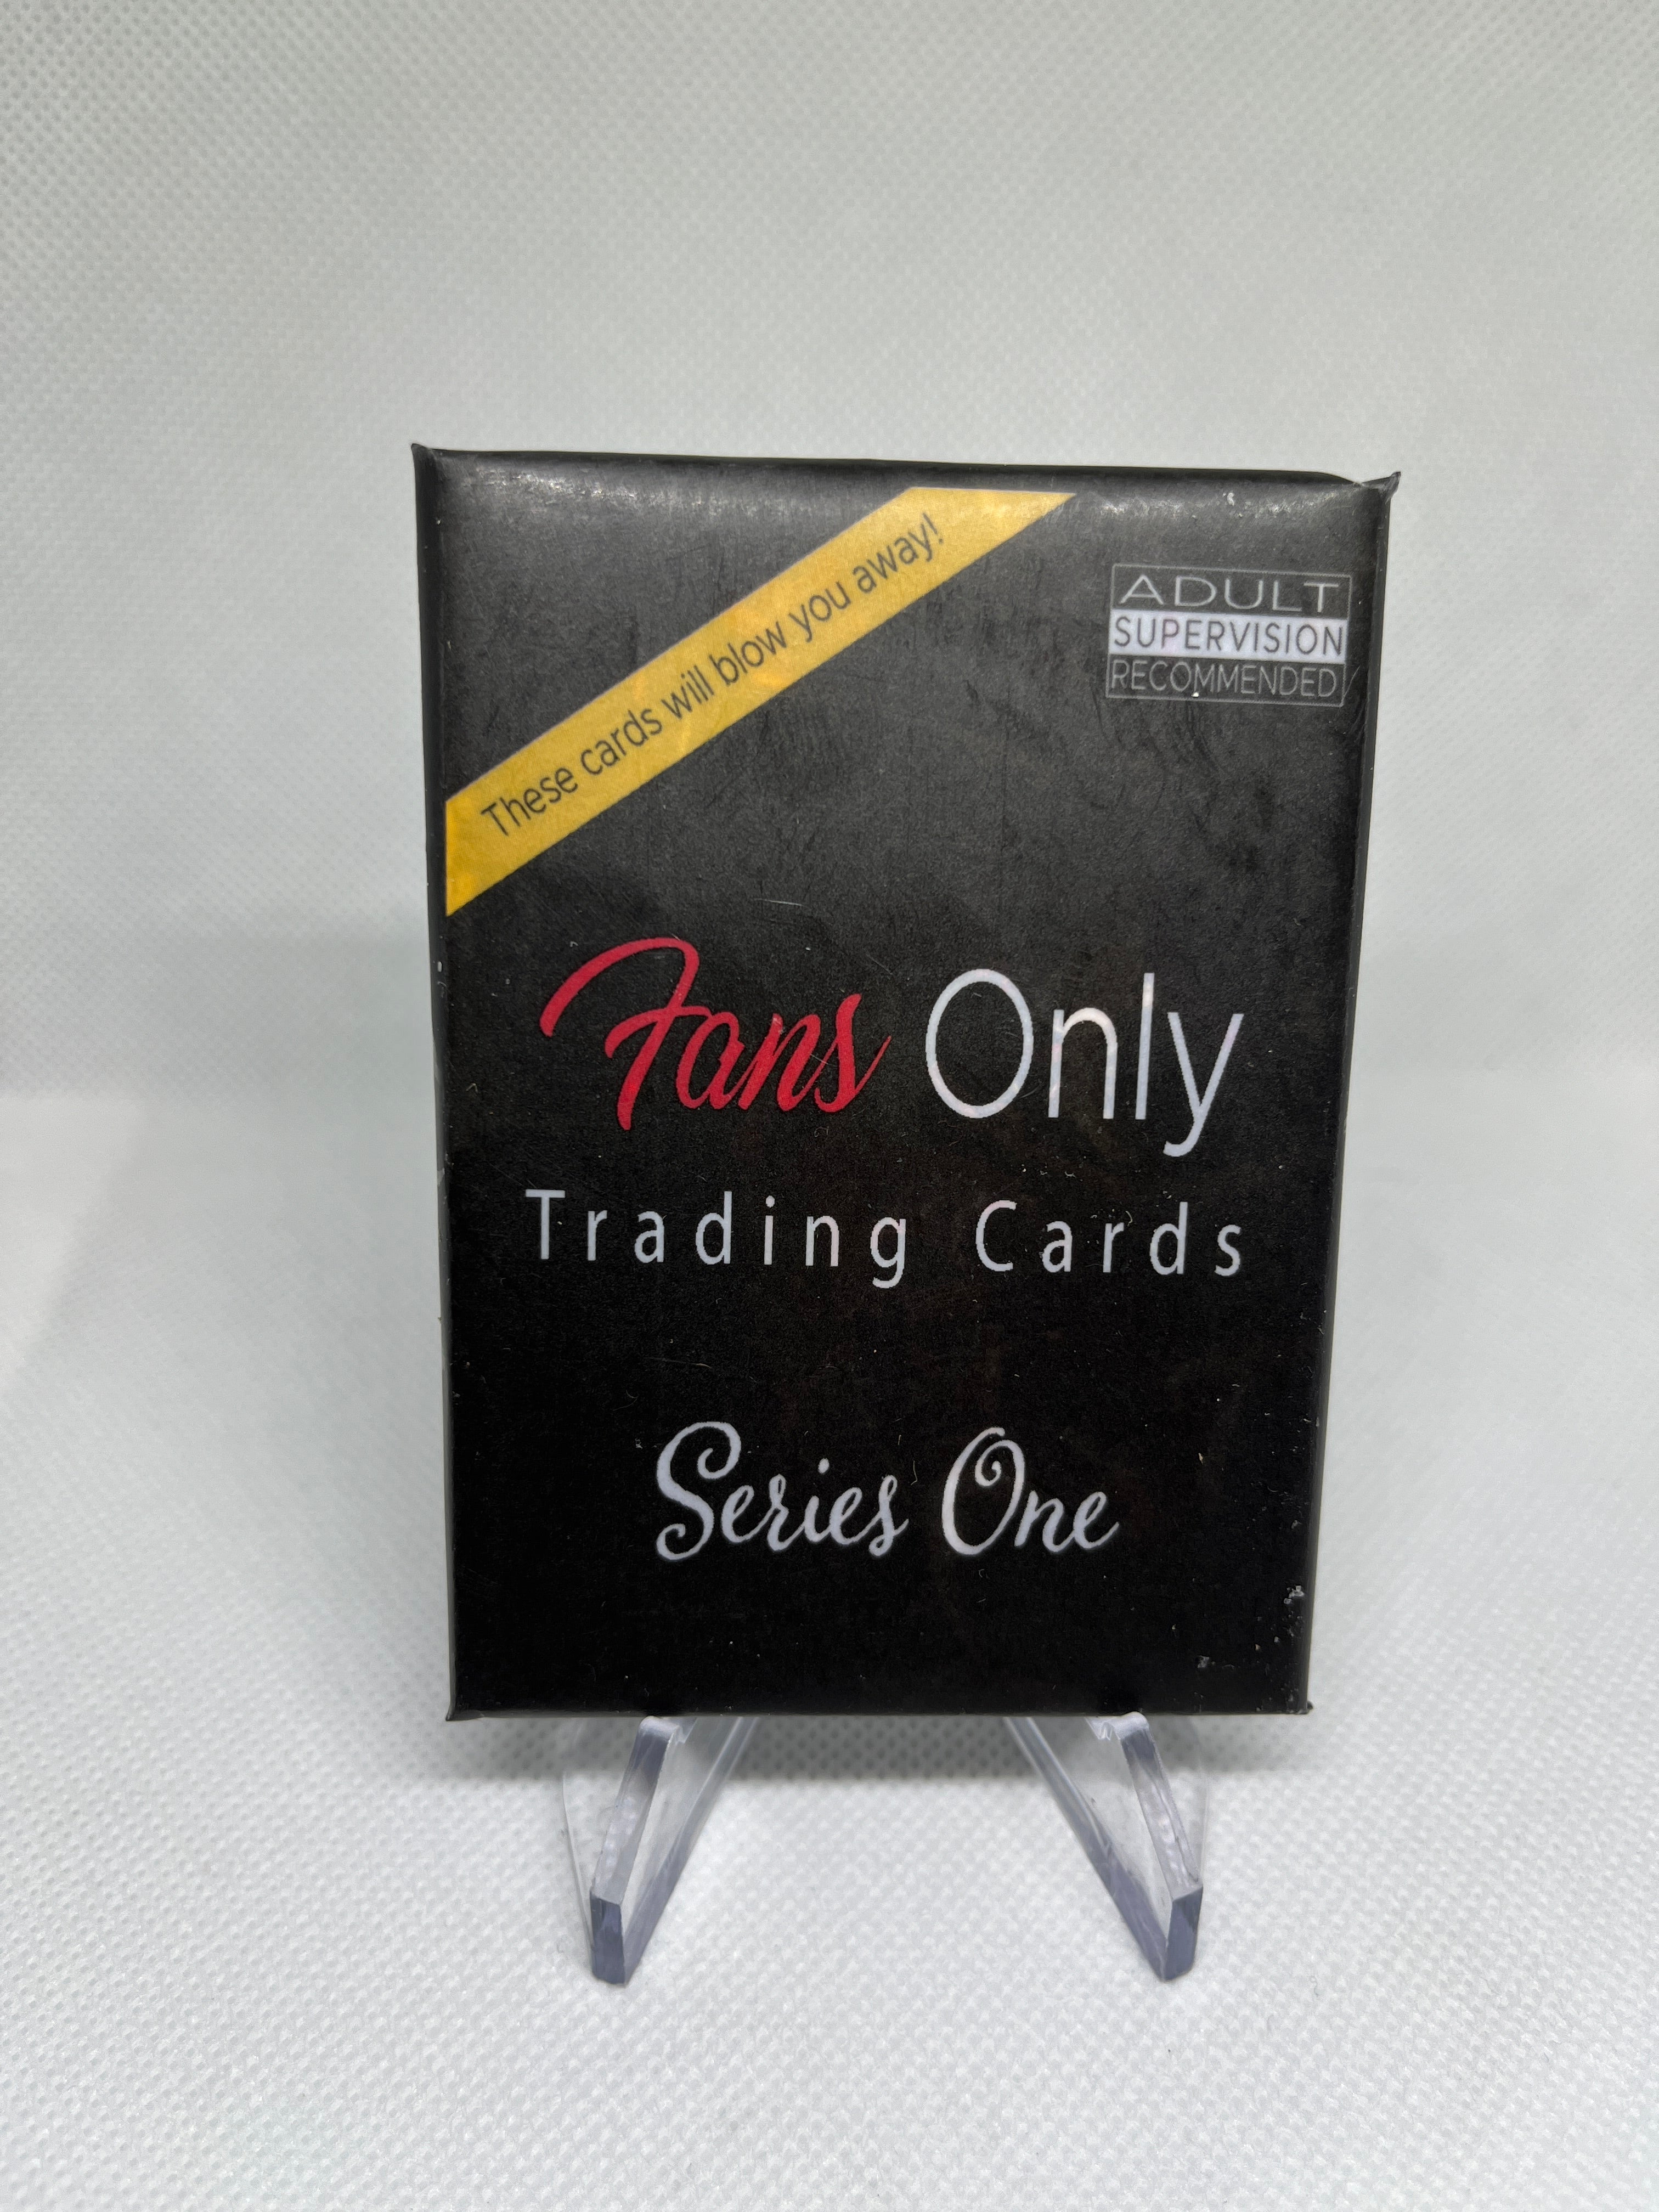 These cards will blow you away!
ADULT
SUPERVISION
RECOMMENDED
Fans Only
Trading Cards
Series One